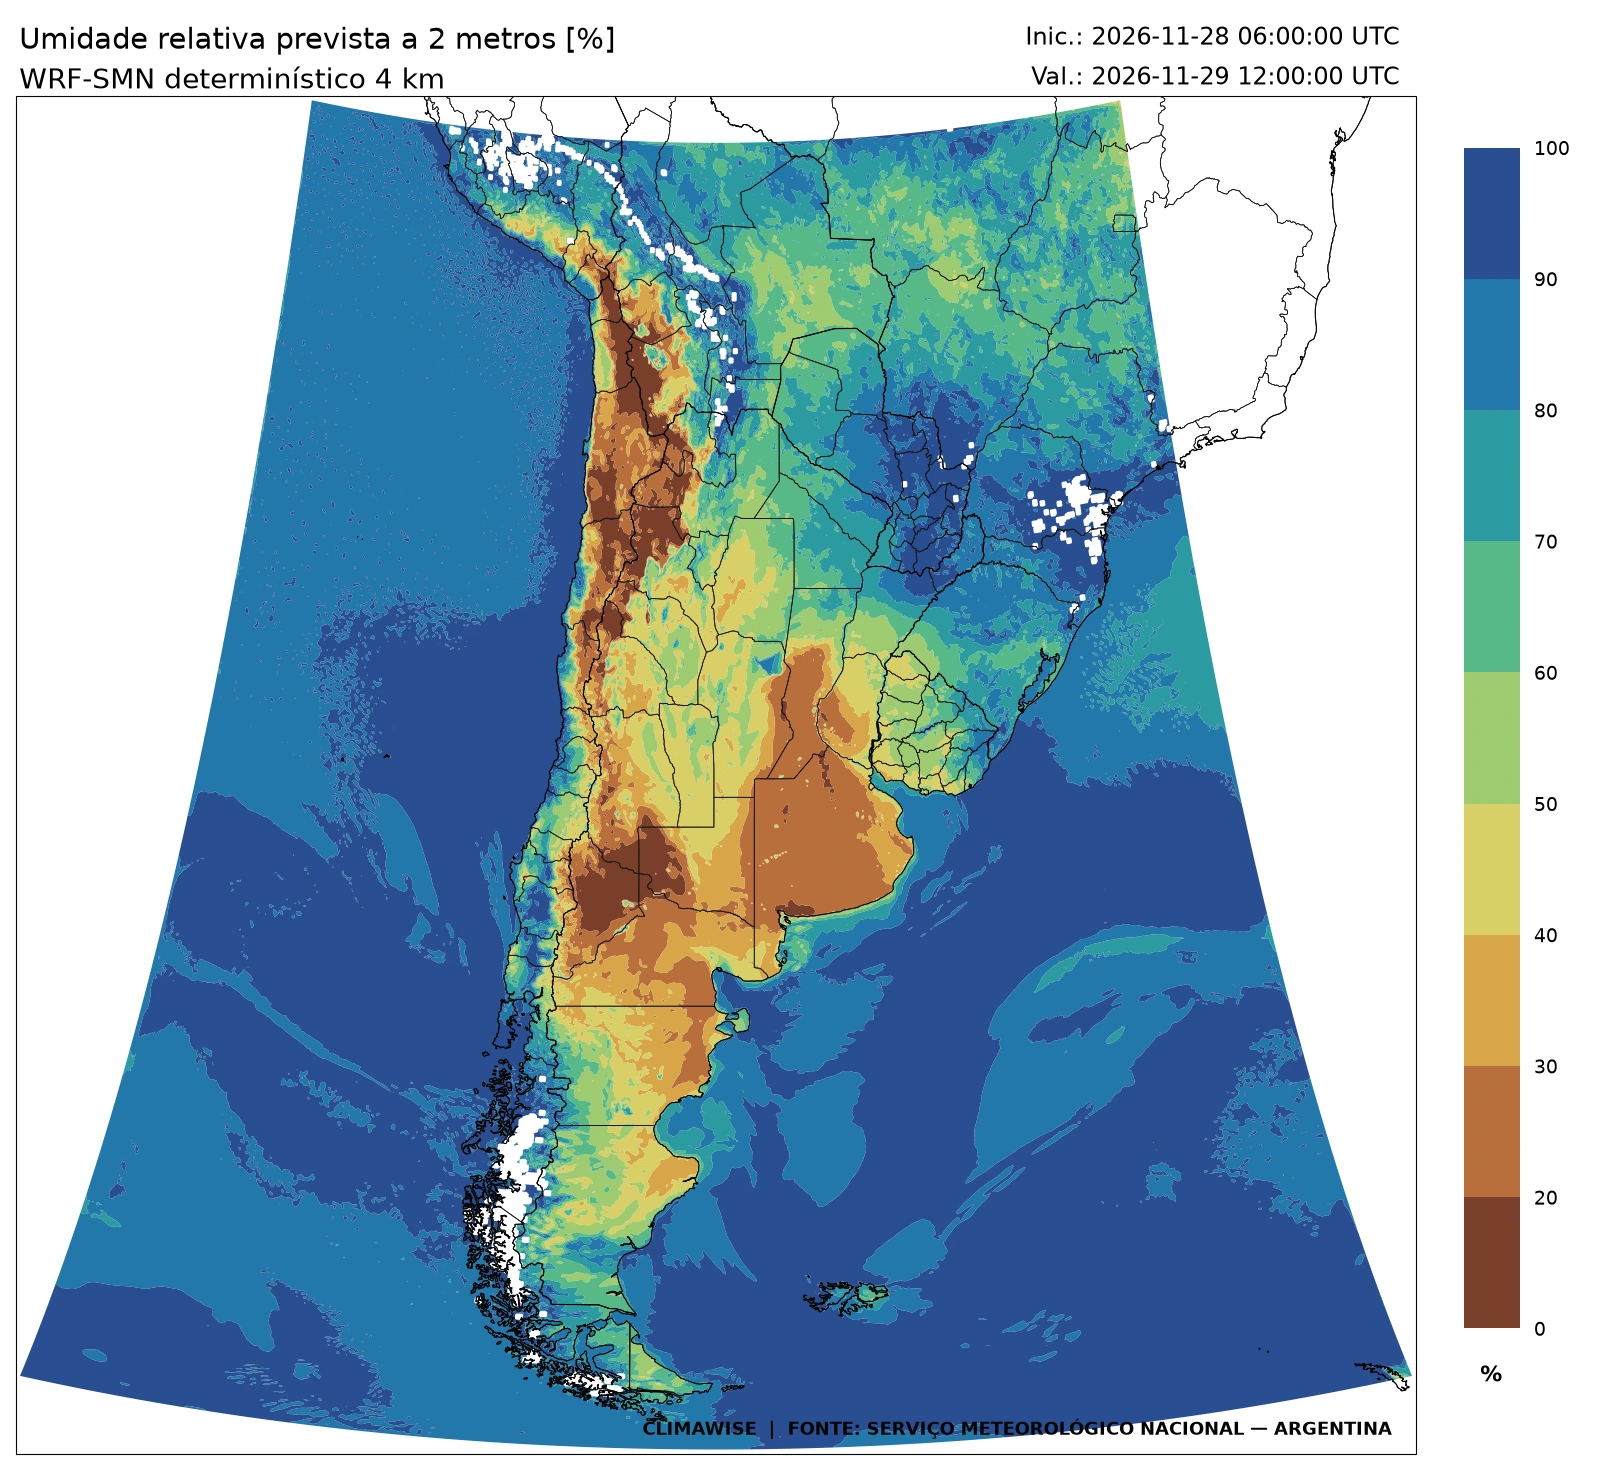 Umidade relativa prevista a 2 metros [%]
WRF-SMN determinístico 4 km
Inic.: 2026-11-28 06:00:00 UTC
Val.: 2026-11-29 12:00:00 UTC
100
90
80
70
60
50
40
30
20
0
%
CLIMAWISE | FONTE: SERVIÇO METEOROLÓGICO NACIONAL — ARGENTINA